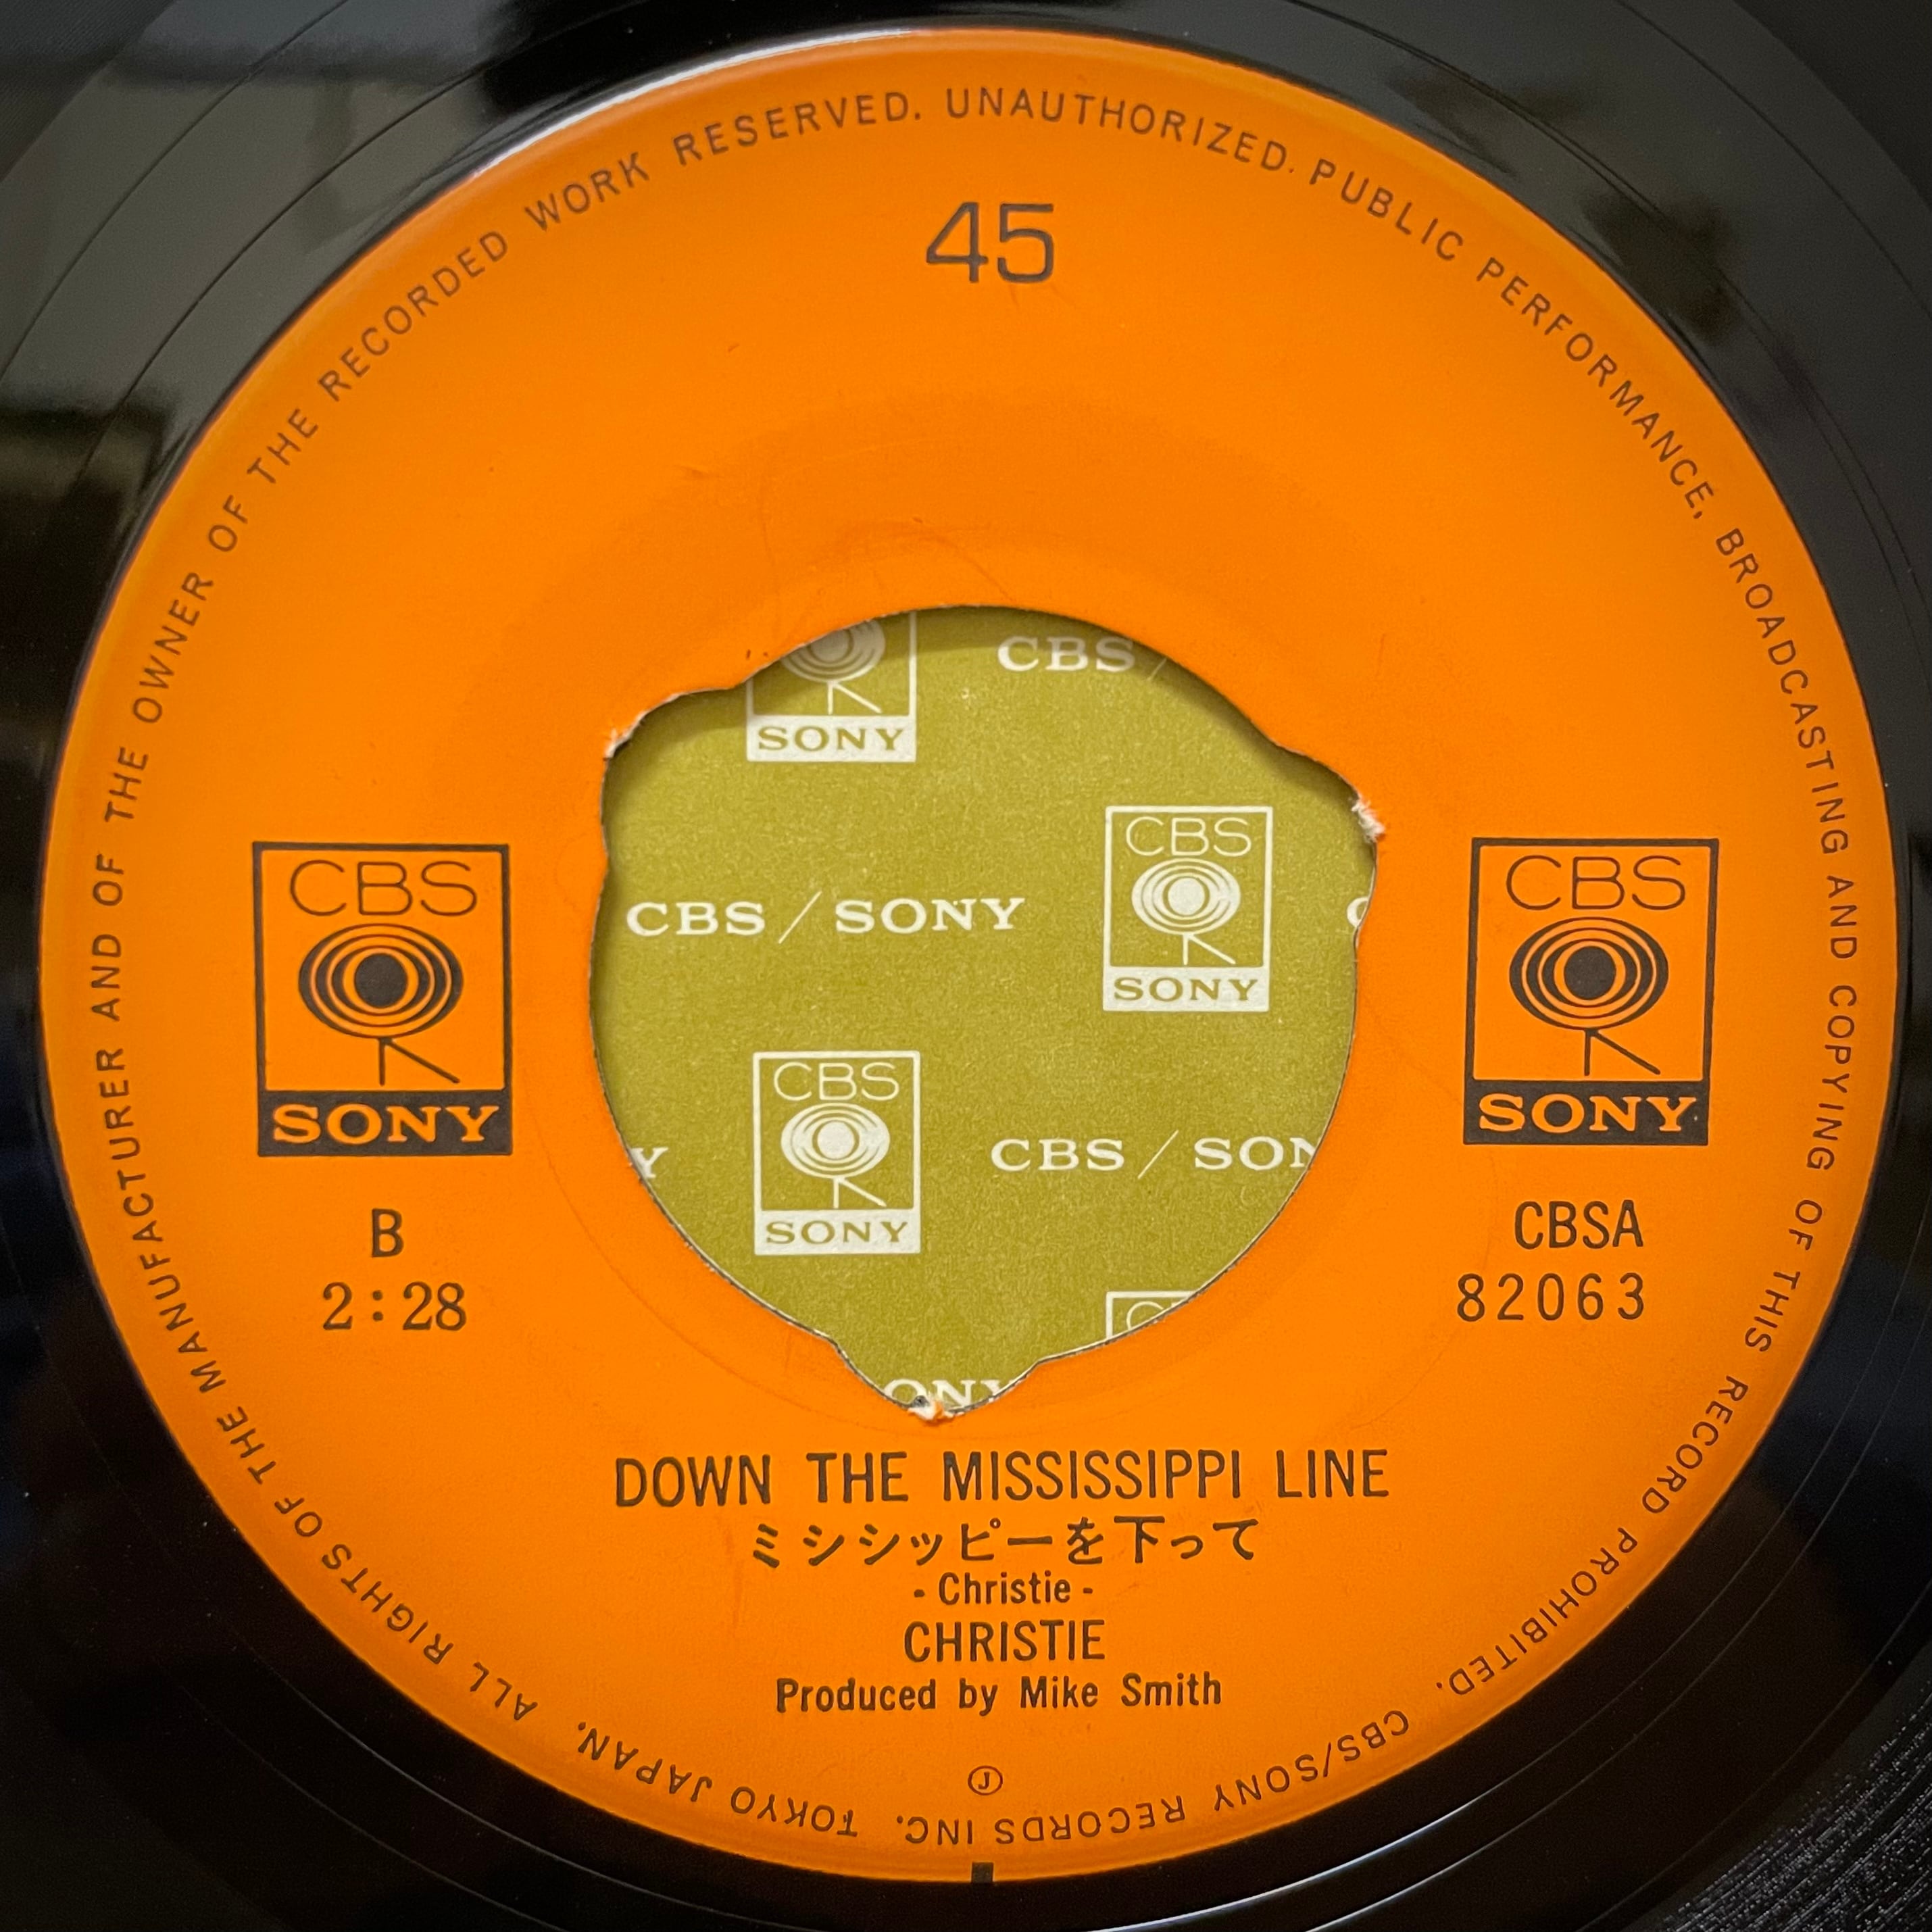 ALL RIGHTS OF THE MANUFACTURER AND OF THE OWNER OF THE RECORDED WORK RESERVED. UNAUTHORIZED. PUBLIC PERFORMANCE, BROADCASTING AND COPYING OF THIS RECORD PROHIBITED. CBS/SONY RECORDS INC. TOKYO JAPAN.
45
SONY
CBS /
CBS
SONY
CBS / SONY
CBS
SONY
CBS
SONY
CBS
SONY
CBS / SON
ONY
B
2:28
CBSA
82063
DOWN THE MISSISSIPPI LINE
ミシシッピーを下って
- Christie -
CHRISTIE
Produced by Mike Smith
Ⓙ